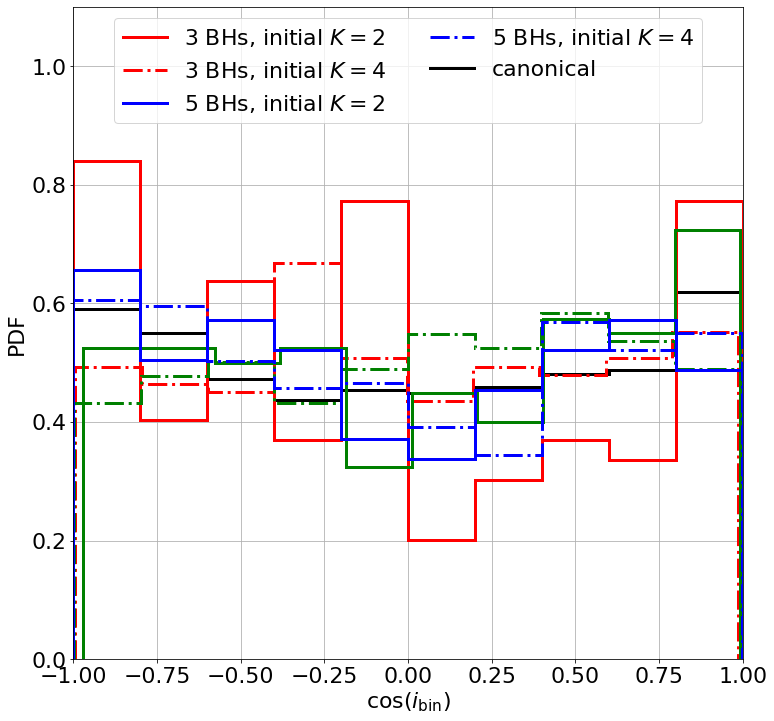 3 BHs, initial K = 2
3 BHs, initial K = 4
5 BHs, initial K = 2
5 BHs, initial K = 4
canonical
PDF
1.0
0.8
0.6
0.4
0.2
0.0
−1.00 −0.75 −0.50 −0.25 0.00 0.25 0.50 0.75 1.00
cos(i_bin)